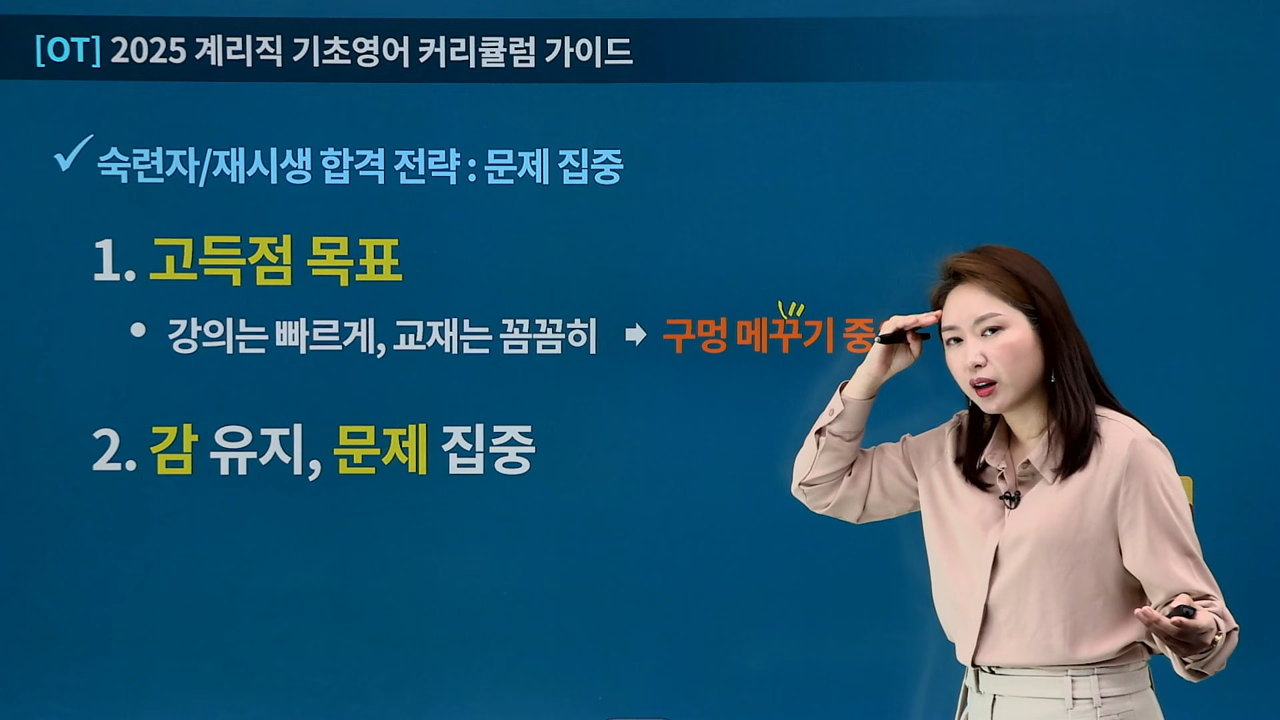 [OT] 2025 계리직 기초영어 커리큘럼 가이드
숙련자/재시생 합격 전략 : 문제 집중
1. 고득점 목표
• 강의는 빠르게, 교재는 꼼꼼히 ➡ 구멍 메꾸기 중
2. 감 유지, 문제 집중